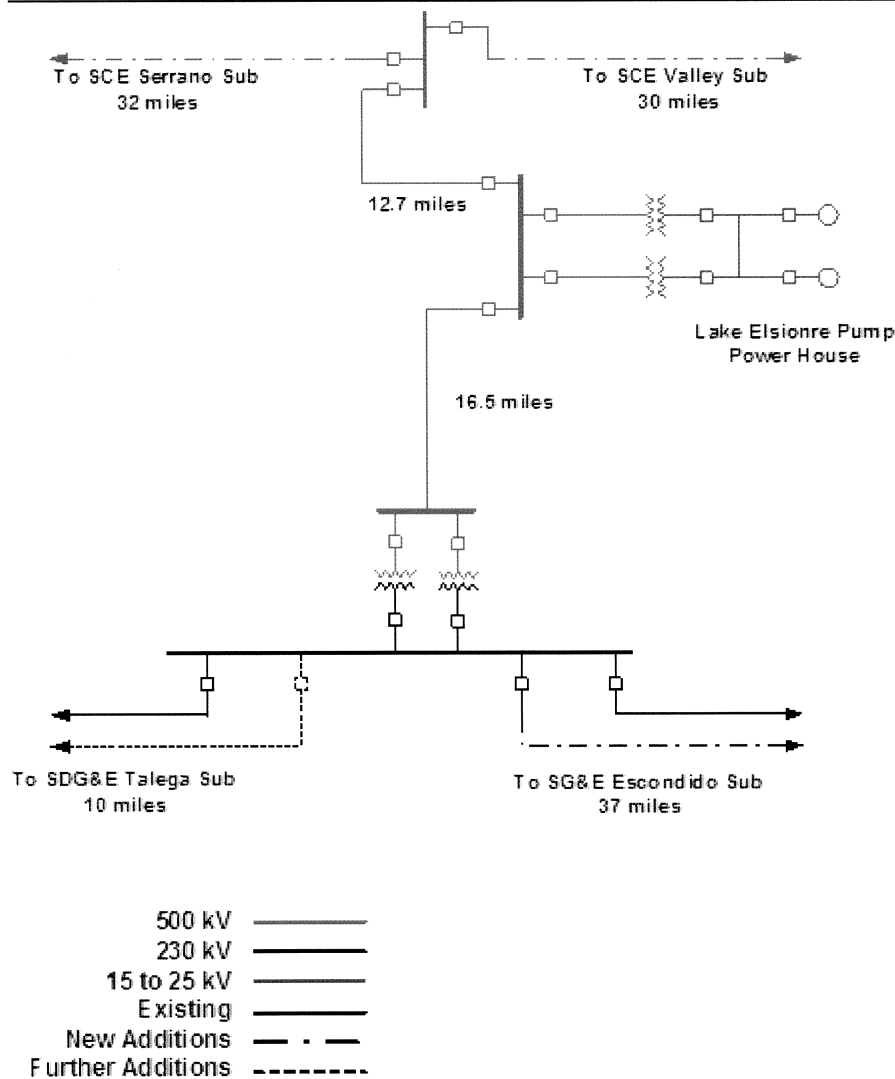 To SCE Serrano Sub
32 miles
To SCE Valley Sub
30 miles
12.7 miles
Lake Elsionre Pump
Power House
16.5 miles
To SDG&E Talega Sub
10 miles
To SG&E Escondido Sub
37 miles
500 kV
230 kV
15 to 25 kV
Existing
New Additions
Further Additions